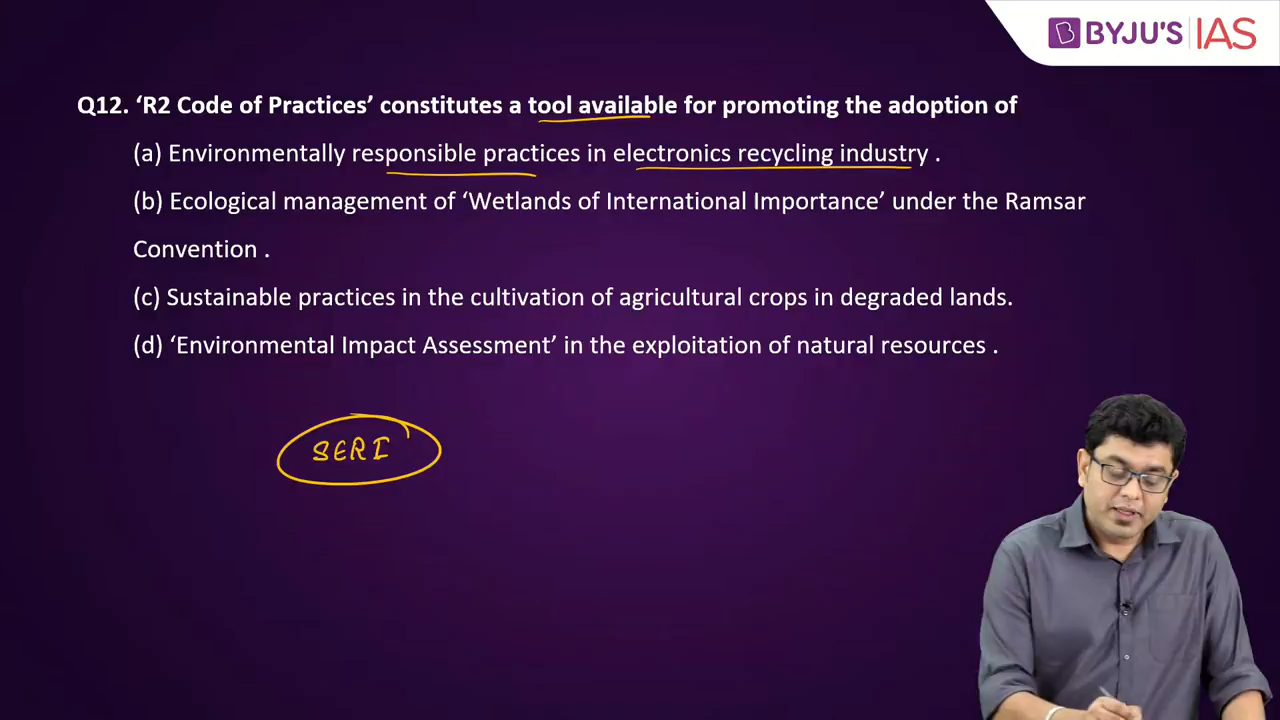 BYJU'S IAS
Q12. ‘R2 Code of Practices’ constitutes a tool available for promoting the adoption of
(a) Environmentally responsible practices in electronics recycling industry .
(b) Ecological management of ‘Wetlands of International Importance’ under the Ramsar
Convention .
(c) Sustainable practices in the cultivation of agricultural crops in degraded lands.
(d) ‘Environmental Impact Assessment’ in the exploitation of natural resources .
SERI